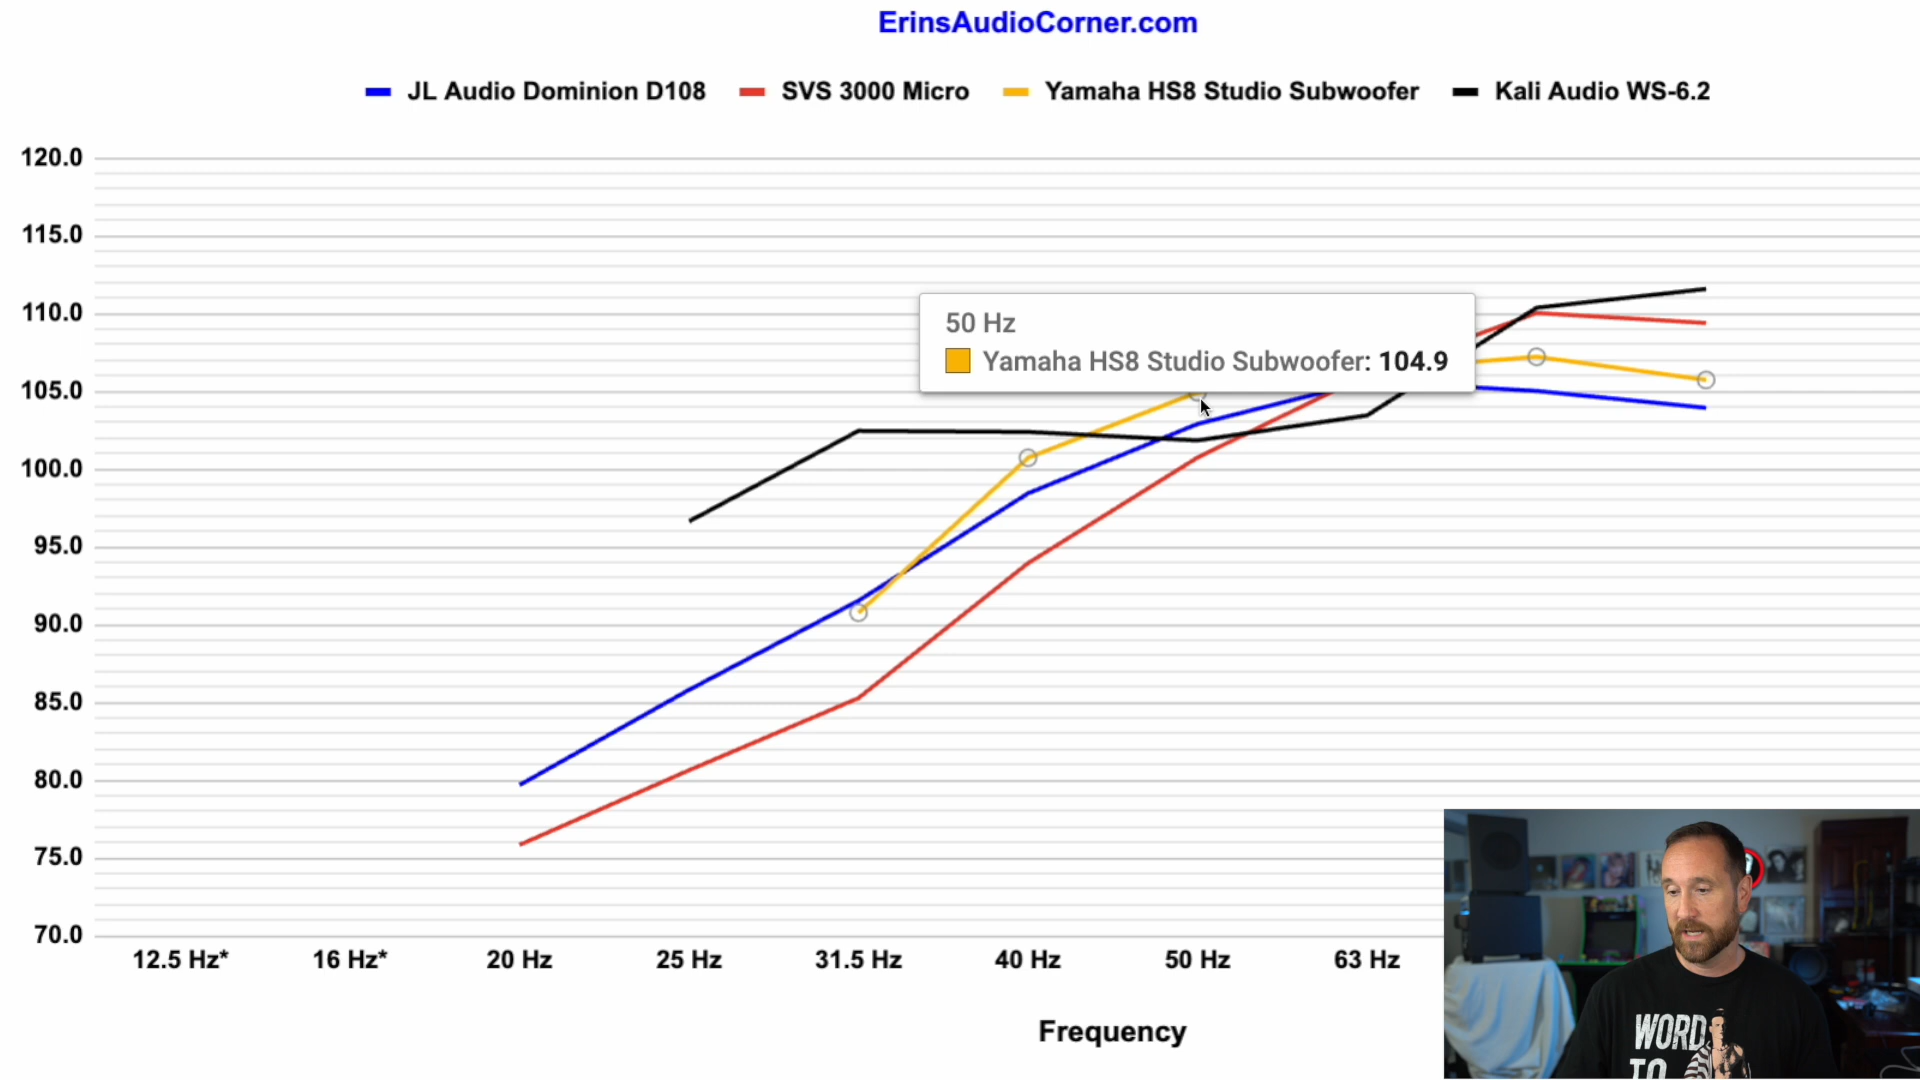 ErinsAudioCorner.com
JL Audio Dominion D108 SVS 3000 Micro Yamaha HS8 Studio Subwoofer Kali Audio WS-6.2
120.0
115.0
110.0
105.0
100.0
95.0
90.0
85.0
80.0
75.0
70.0
50 Hz
Yamaha HS8 Studio Subwoofer: 104.9
12.5 Hz* 16 Hz* 20 Hz 25 Hz 31.5 Hz 40 Hz 50 Hz 63 Hz
Frequency
WORD
TO